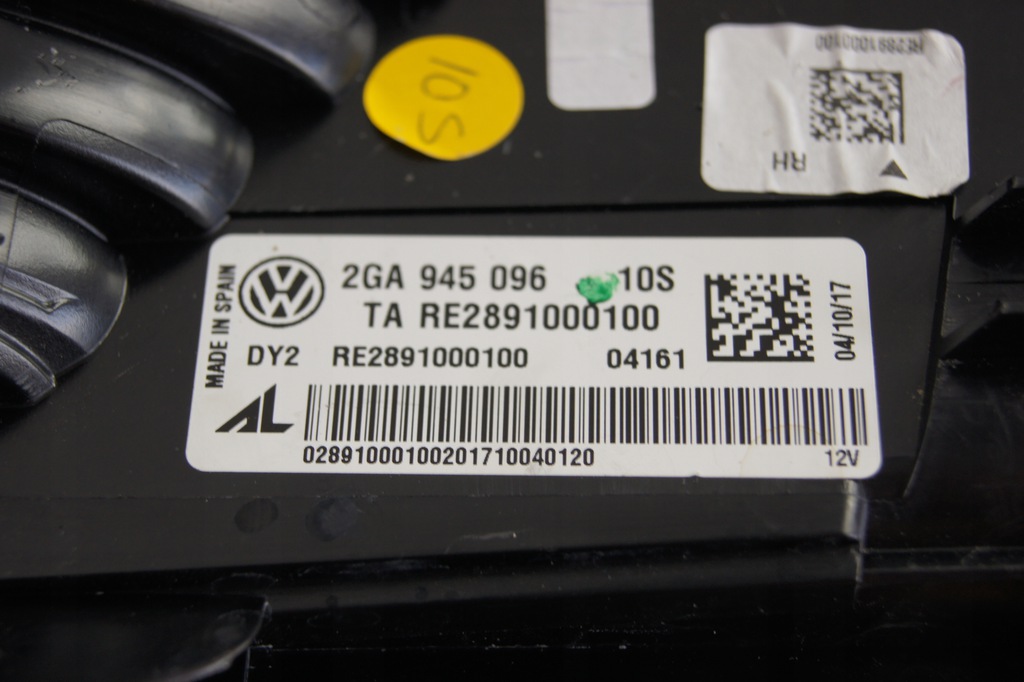 10S
RE2891000100
RH
MADE IN SPAIN
2GA 945 096 10S
TA RE2891000100
DY2 RE2891000100 04161
04/10/17
AL
02891000100201710040120
12V